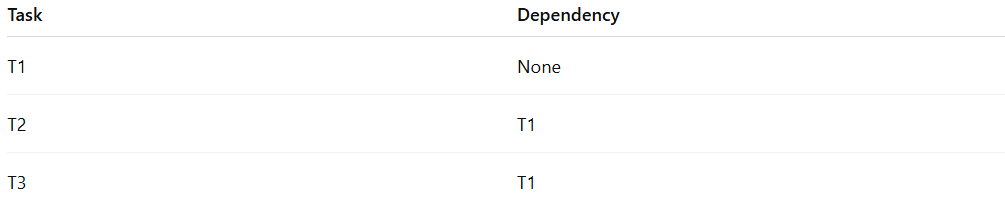 Task Dependency
T1 None
T2 T1
T3 T1